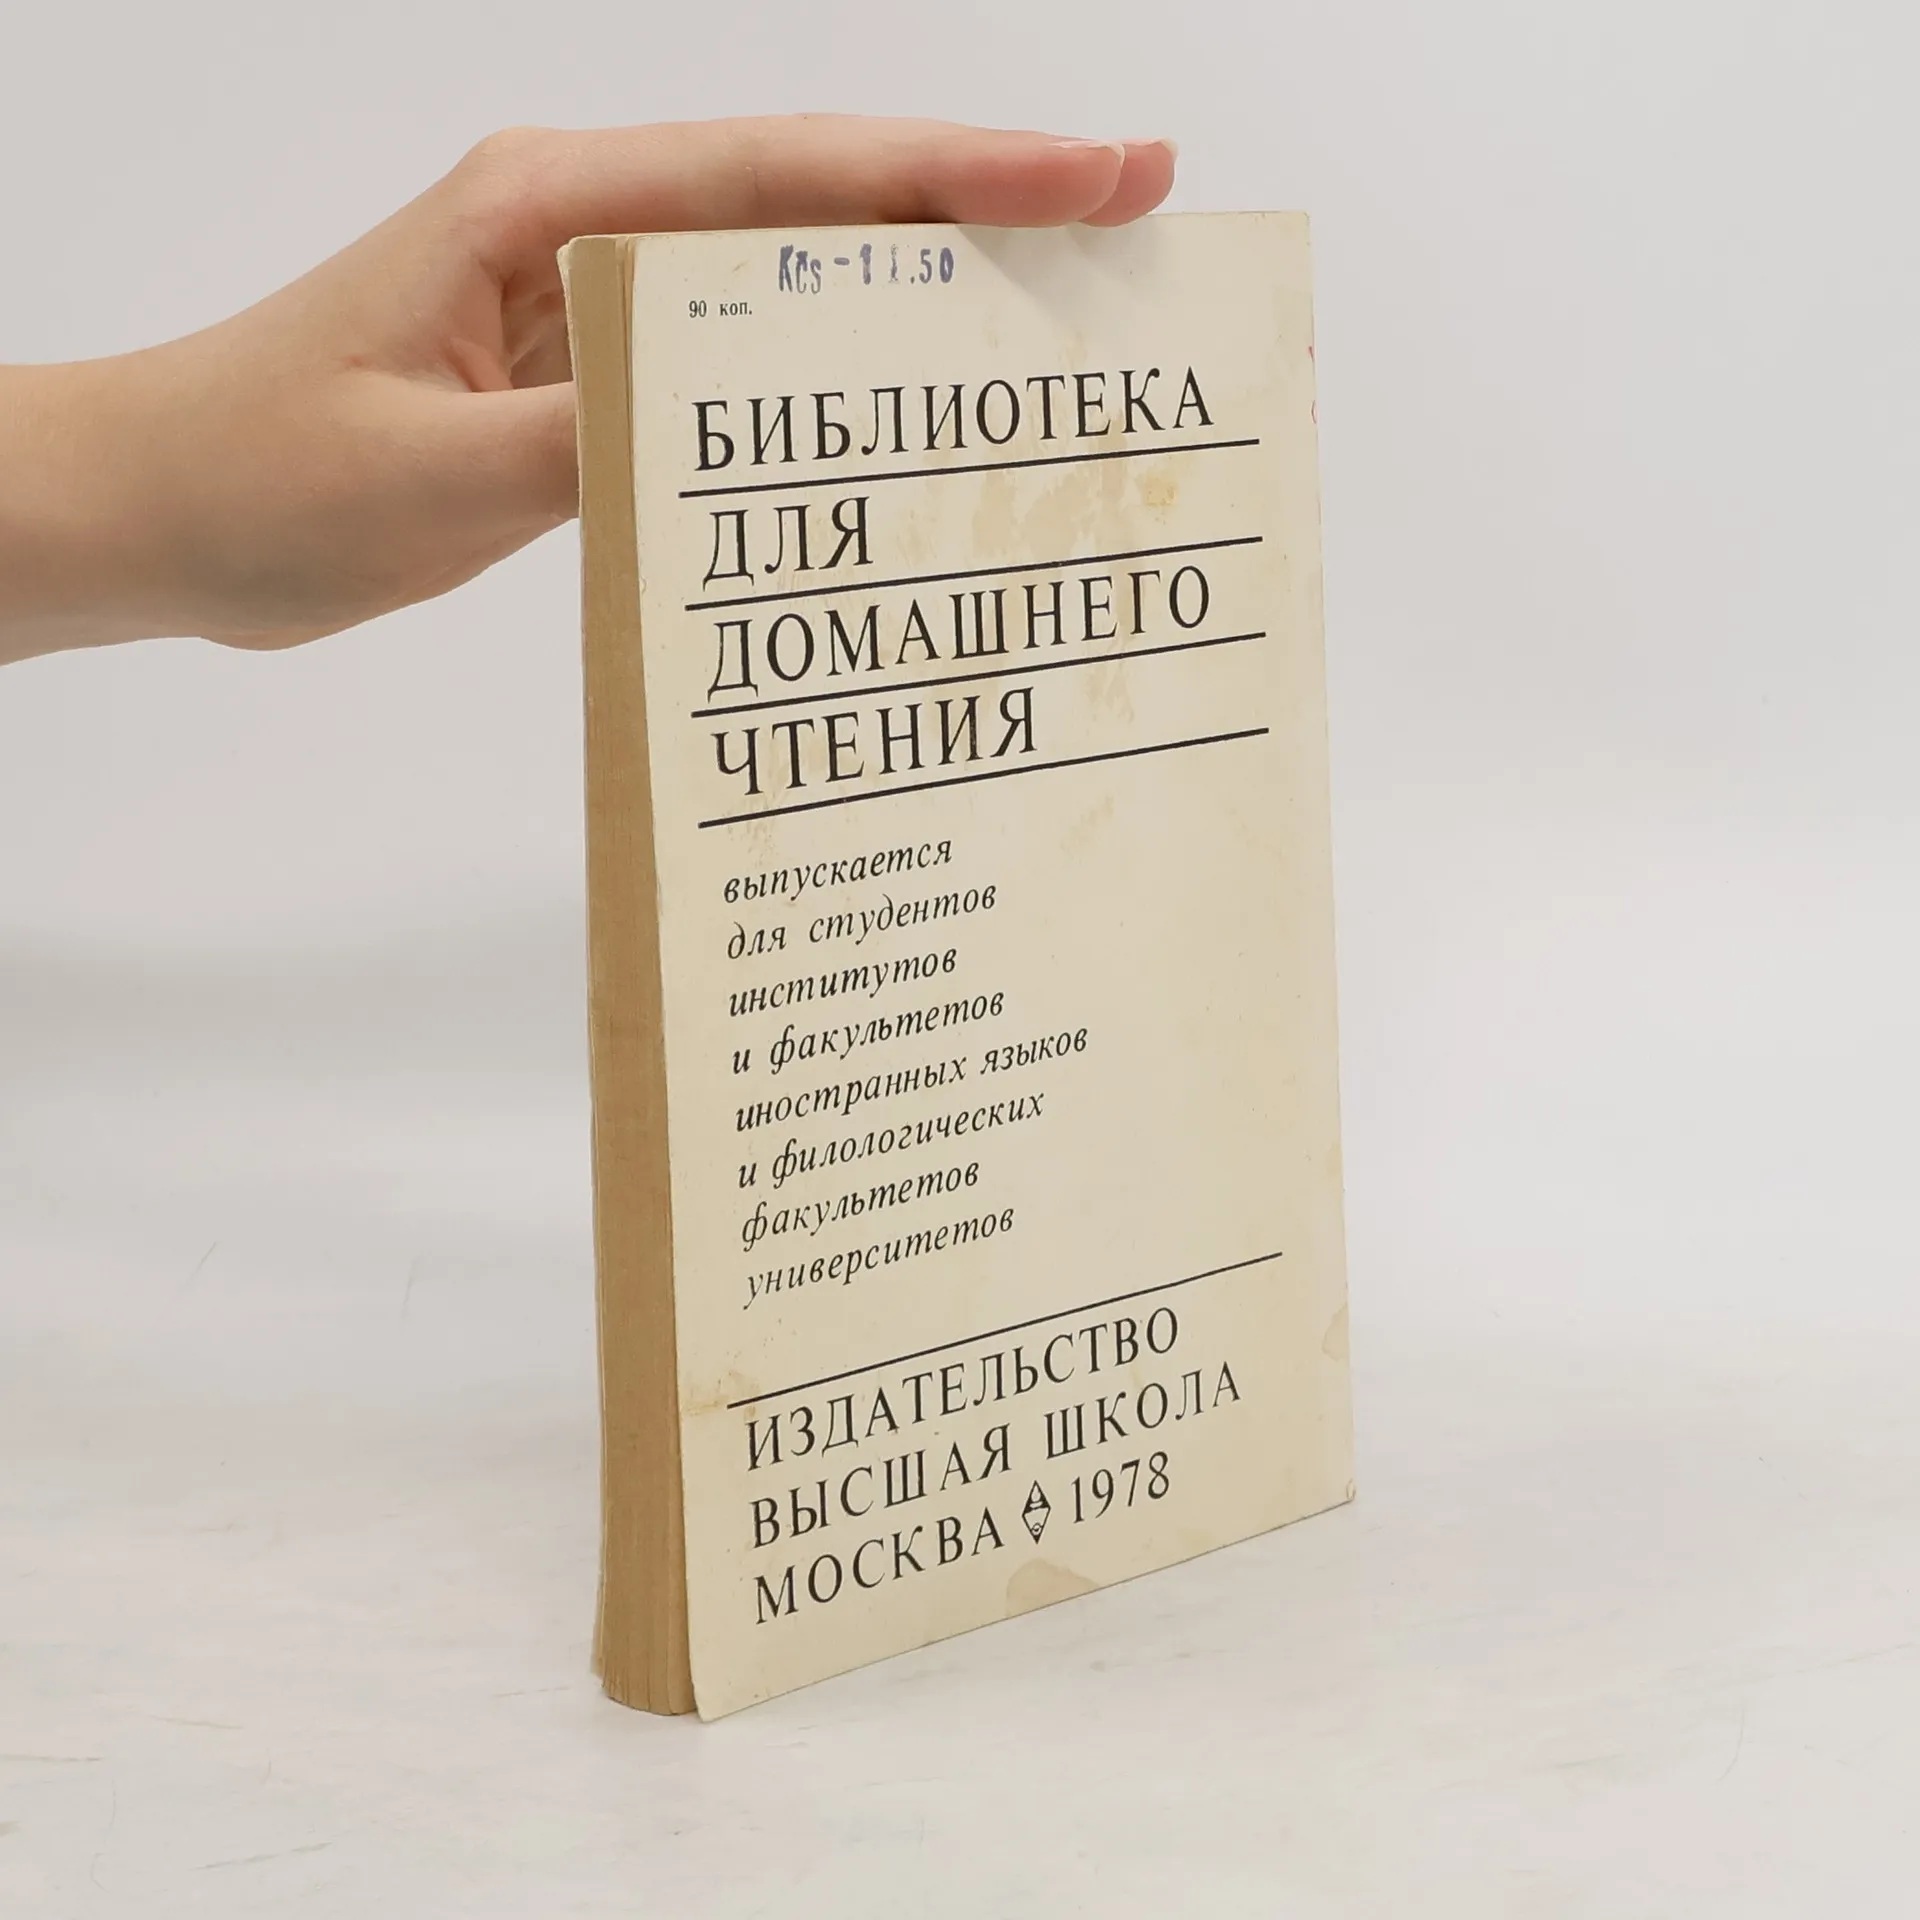 Kčs -11.50
90 коп.
БИБЛИОТЕКА
ДЛЯ
ДОМАШНЕГО
ЧТЕНИЯ
выпускается
для студентов
институтов
и факультетов
иностранных языков
и филологических
факультетов
университетов
ИЗДАТЕЛЬСТВО
ВЫСШАЯ ШКОЛА
МОСКВА 1978